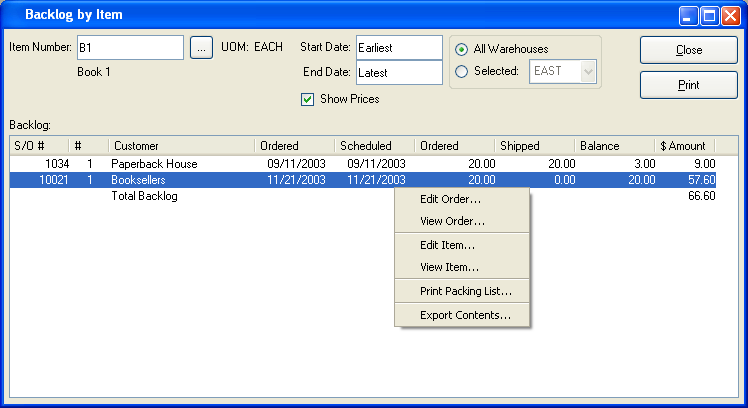 Backlog by Item
Item Number: B1 ... UOM: EACH Start Date: Earliest All Warehouses Close
Book 1 End Date: Latest Selected: EAST Print
Show Prices
Backlog:
S/O # # Customer Ordered Scheduled Ordered Shipped Balance $ Amount
1034 1 Paperback House 09/11/2003 09/11/2003 20.00 20.00 3.00 9.00
10021 1 Booksellers 11/21/2003 11/21/2003 20.00 0.00 20.00 57.60
Total Backlog 66.60
Edit Order...
View Order...
Edit Item...
View Item...
Print Packing List...
Export Contents...